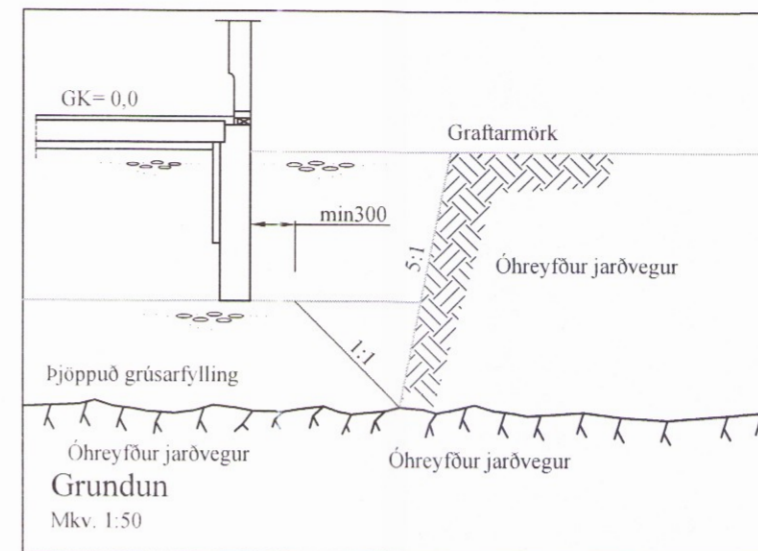 GK= 0,0
Graftarmörk
min300
5:1
Óhreyfður jarðvegur
1:1
Þjöppuð grúsarfylling
Óhreyfður jarðvegur
Óhreyfður jarðvegur
Grundun
Mkv. 1:50